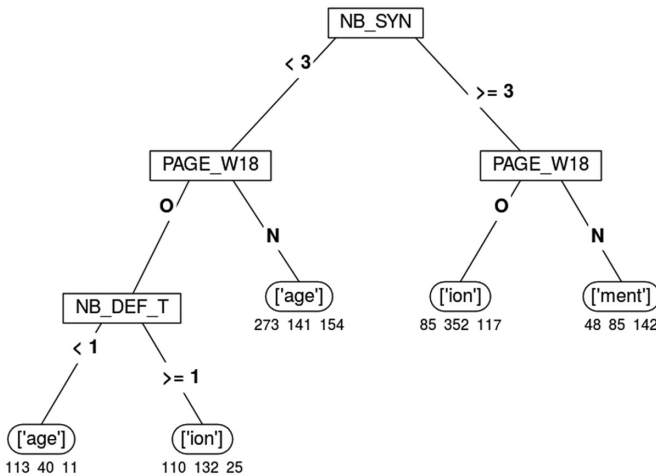 NB_SYN
< 3
>= 3
PAGE_W18
PAGE_W18
O
N
O
N
NB_DEF_T
['age']
['ion']
['ment']
273 141 154
85 352 117
48 85 142
< 1
>= 1
['age']
['ion']
113 40 11
110 132 25